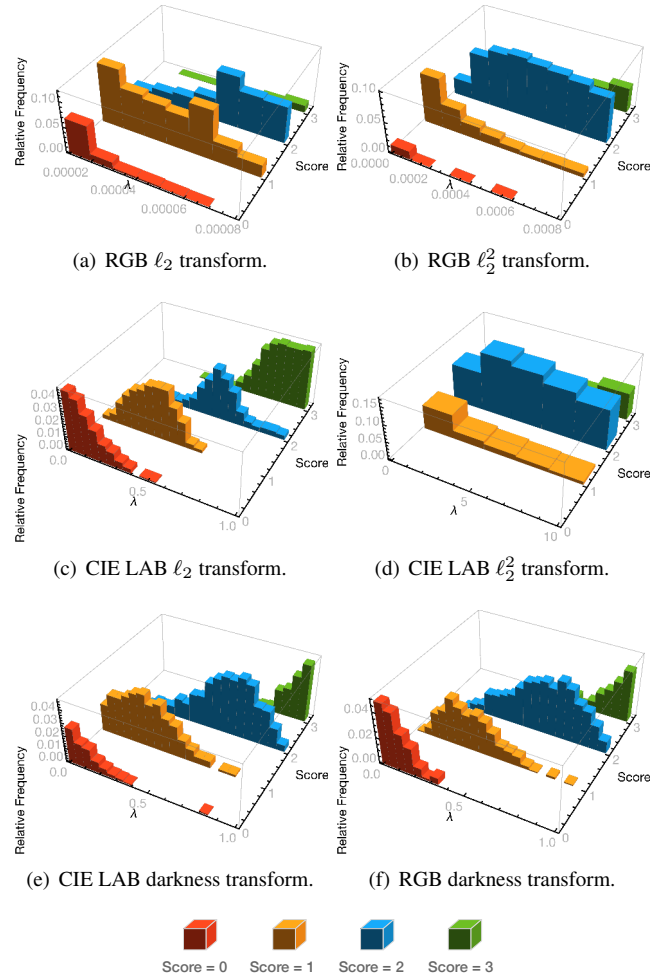 Relative Frequency
0.10
0.05
0.00
0.00002
0.00004
0.00006
0.00008
λ
0
1
2
3
Score
(a) RGB ℓ₂ transform.
Relative Frequency
0.10
0.05
0.00
0.0000
0.0002
0.0004
0.0006
0.0008
λ
0
1
2
3
Score
(b) RGB ℓ₂² transform.
Relative Frequency
0.04
0.03
0.02
0.01
0.00
0.0
0.5
1.0
λ
0
1
2
3
Score
(c) CIE LAB ℓ₂ transform.
Relative Frequency
0.15
0.10
0.05
0.00
0
5
10
λ
0
1
2
3
Score
(d) CIE LAB ℓ₂² transform.
Relative Frequency
0.04
0.03
0.02
0.01
0.00
0.0
0.5
1.0
λ
0
1
2
3
Score
(e) CIE LAB darkness transform.
Relative Frequency
0.04
0.02
0.00
0.0
0.5
1.0
λ
0
1
2
3
Score
(f) RGB darkness transform.
Score = 0 Score = 1 Score = 2 Score = 3